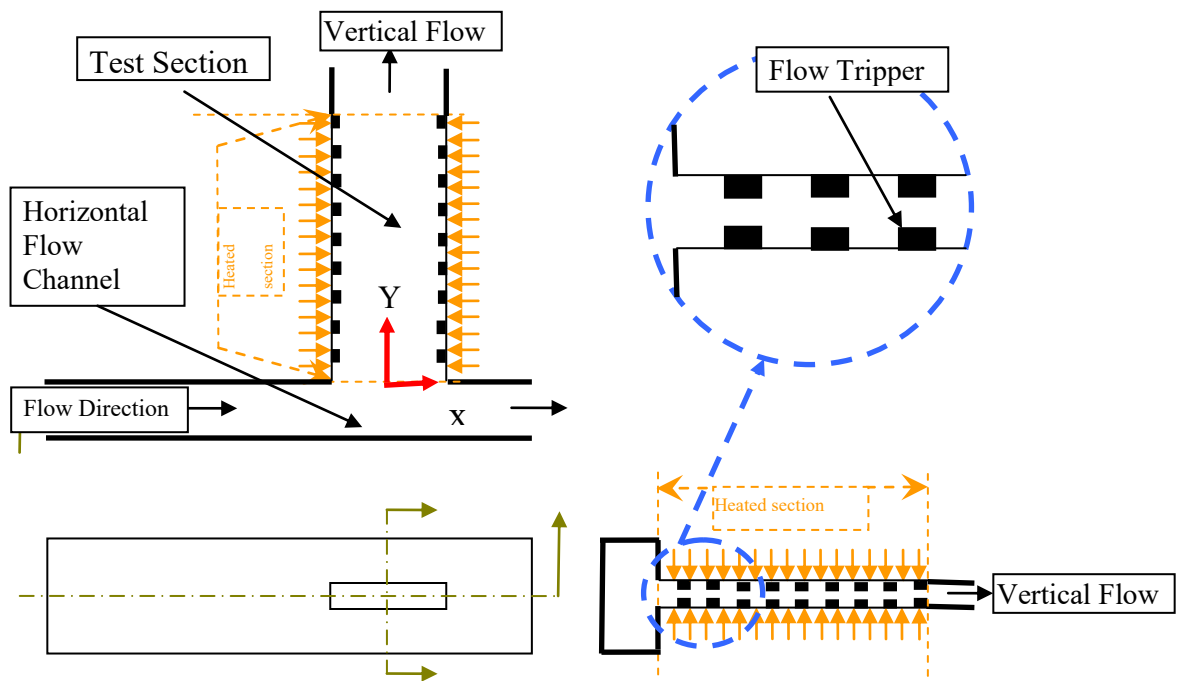 Vertical Flow
Test Section
Flow Tripper
Horizontal
Flow
Channel
Heated
section
Y
Flow Direction
x
Heated section
Vertical Flow